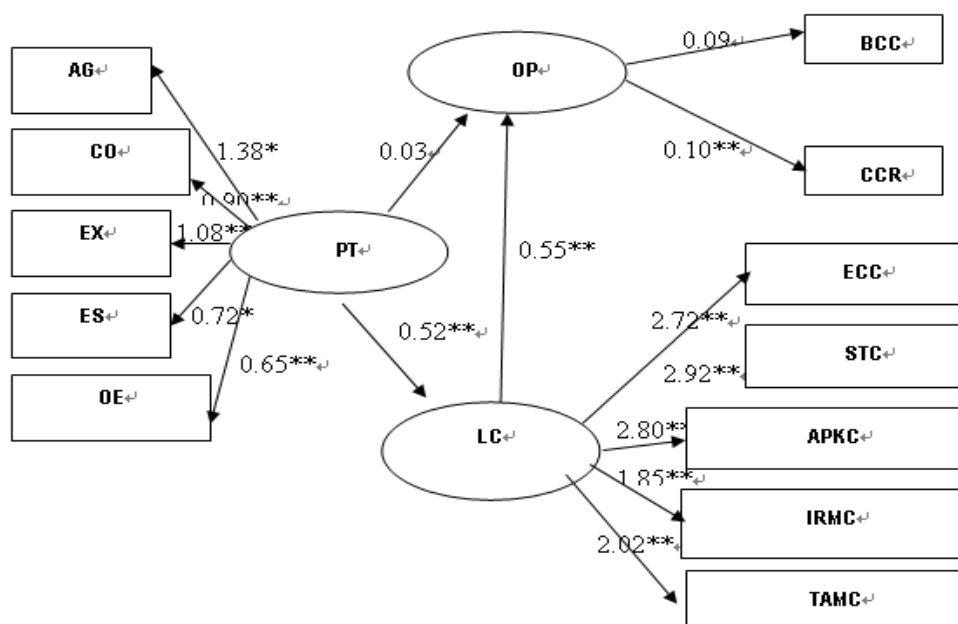 BCC
0.09
OP
AG
CO
1.38*
0.03
0.10**
CCR
0.90**
EX
1.08**
PT
0.55**
ECC
ES
0.72*
0.52**
2.72**
STC
0.65**
2.92**
OE
LC
2.80**
APKC
1.85**
IRMC
2.02**
TAMC